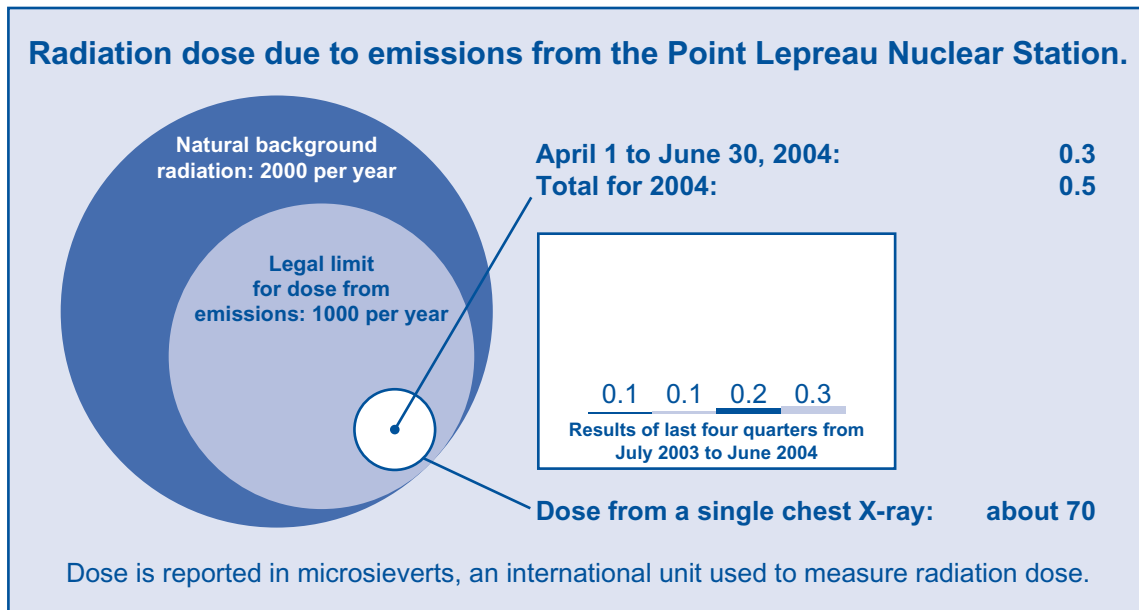 Radiation dose due to emissions from the Point Lepreau Nuclear Station.
Natural background
radiation: 2000 per year
Legal limit
for dose from
emissions: 1000 per year
April 1 to June 30, 2004: 0.3
Total for 2004: 0.5
0.1 0.1 0.2 0.3
Results of last four quarters from
July 2003 to June 2004
Dose from a single chest X-ray: about 70
Dose is reported in microsieverts, an international unit used to measure radiation dose.